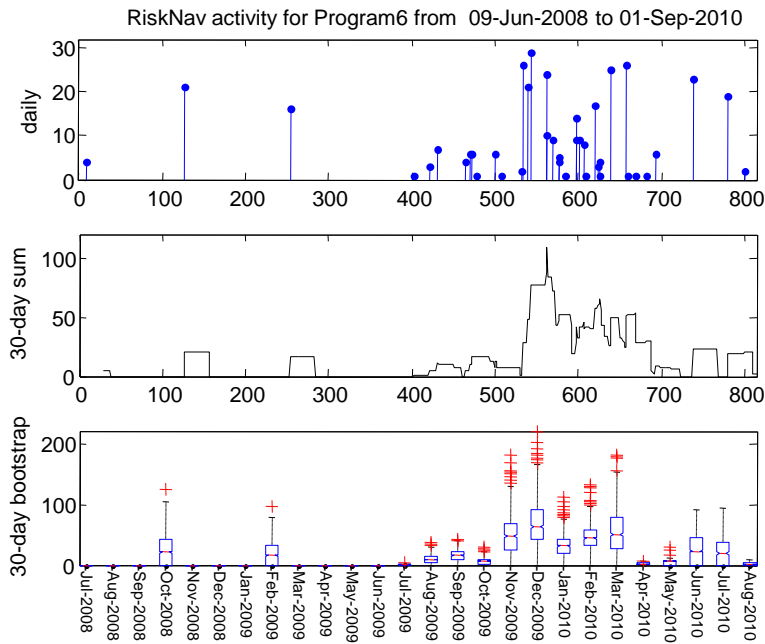 RiskNav activity for Program6 from 09-Jun-2008 to 01-Sep-2010
30
20
10
0
daily
0 100 200 300 400 500 600 700 800
100
50
0
30-day sum
0 100 200 300 400 500 600 700 800
200
100
0
30-day bootstrap
Jul-2008
Aug-2008
Sep-2008
Oct-2008
Nov-2008
Dec-2008
Jan-2009
Feb-2009
Mar-2009
Apr-2009
May-2009
Jun-2009
Jul-2009
Aug-2009
Sep-2009
Oct-2009
Nov-2009
Dec-2009
Jan-2010
Feb-2010
Mar-2010
Apr-2010
May-2010
Jun-2010
Jul-2010
Aug-2010